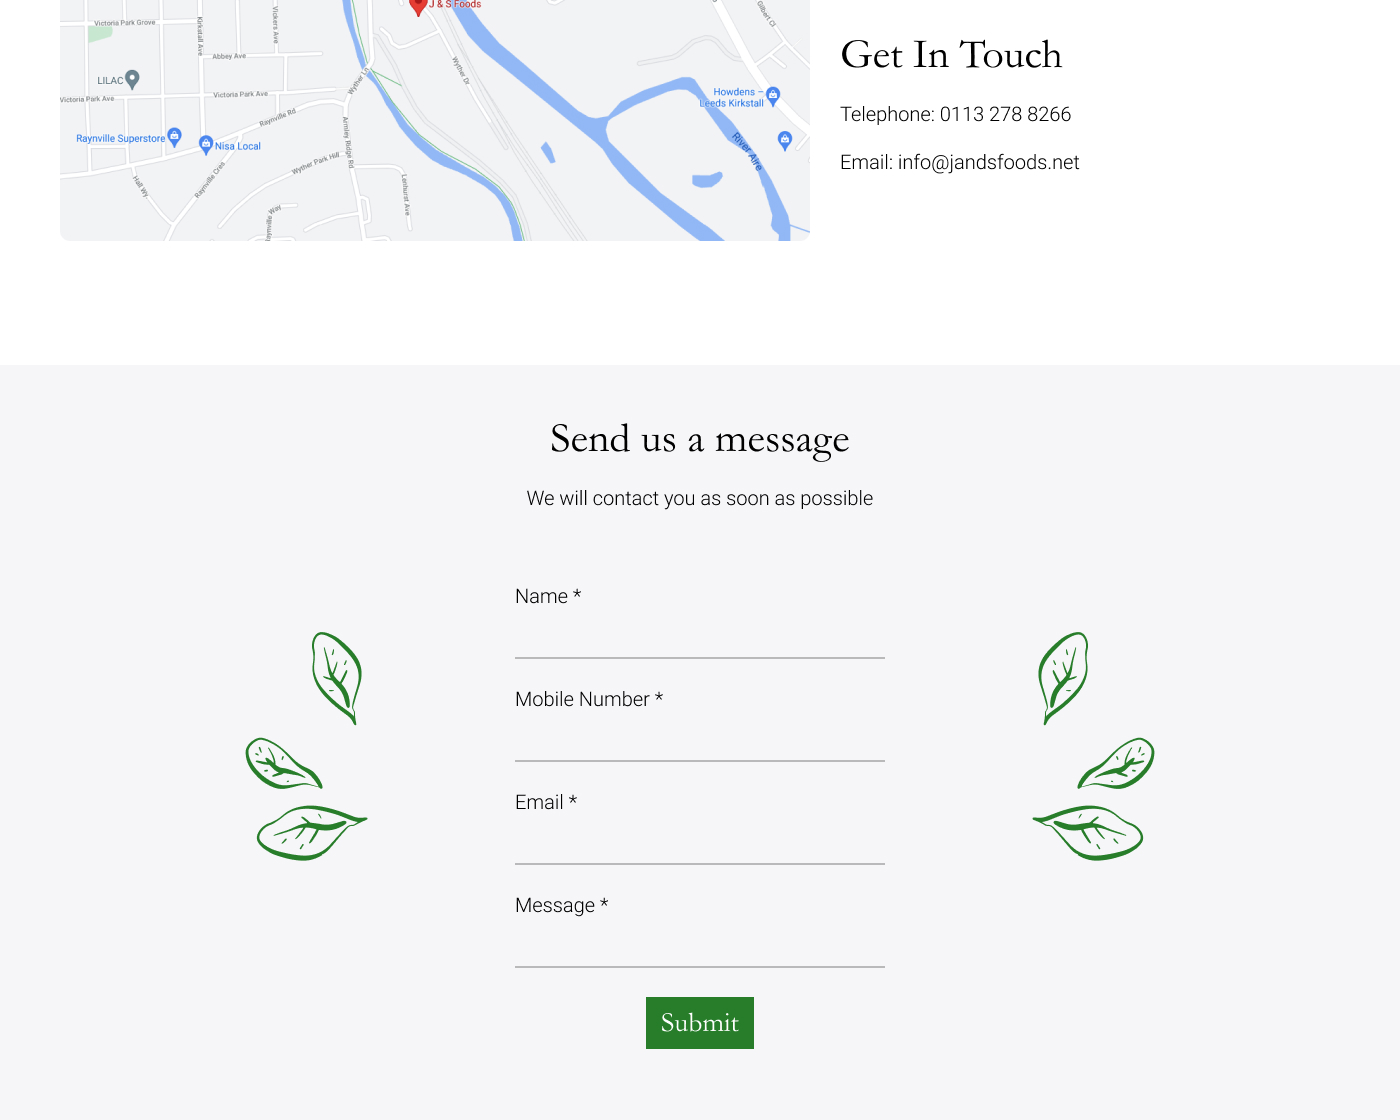 J & S Foods
Gilbert Cl
Victoria Park Grove
Kirkstall Ave
Vickers Ave
Abbey Ave
Wyther Ln
Wyther Dr
LILAC
Victoria Park Ave
Victoria Park Ave
Raynville Rd
Armley Ridge Rd
Howdens –
Leeds Kirkstall
River Aire
Raynville Superstore
Nisa Local
Wyther Park Hill
Hall Wy
Raynville Cres
Lenhurst Ave
Raynville Way
Get In Touch
Telephone: 0113 278 8266
Email: info@jandsfoods.net
Send us a message
We will contact you as soon as possible
Name *
Mobile Number *
Email *
Message *
Submit